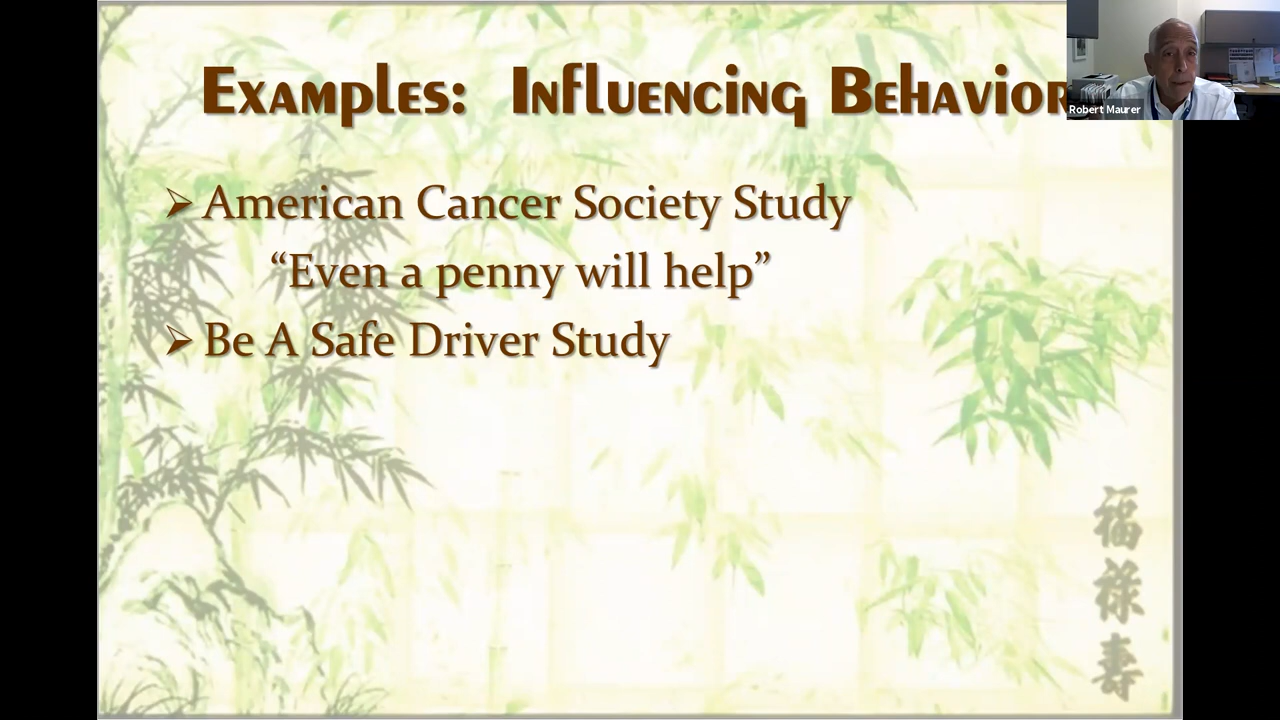 Examples: Influencing Behavior
Robert Maurer
➢ American Cancer Society Study
“Even a penny will help”
➢ Be A Safe Driver Study
福
祿
壽